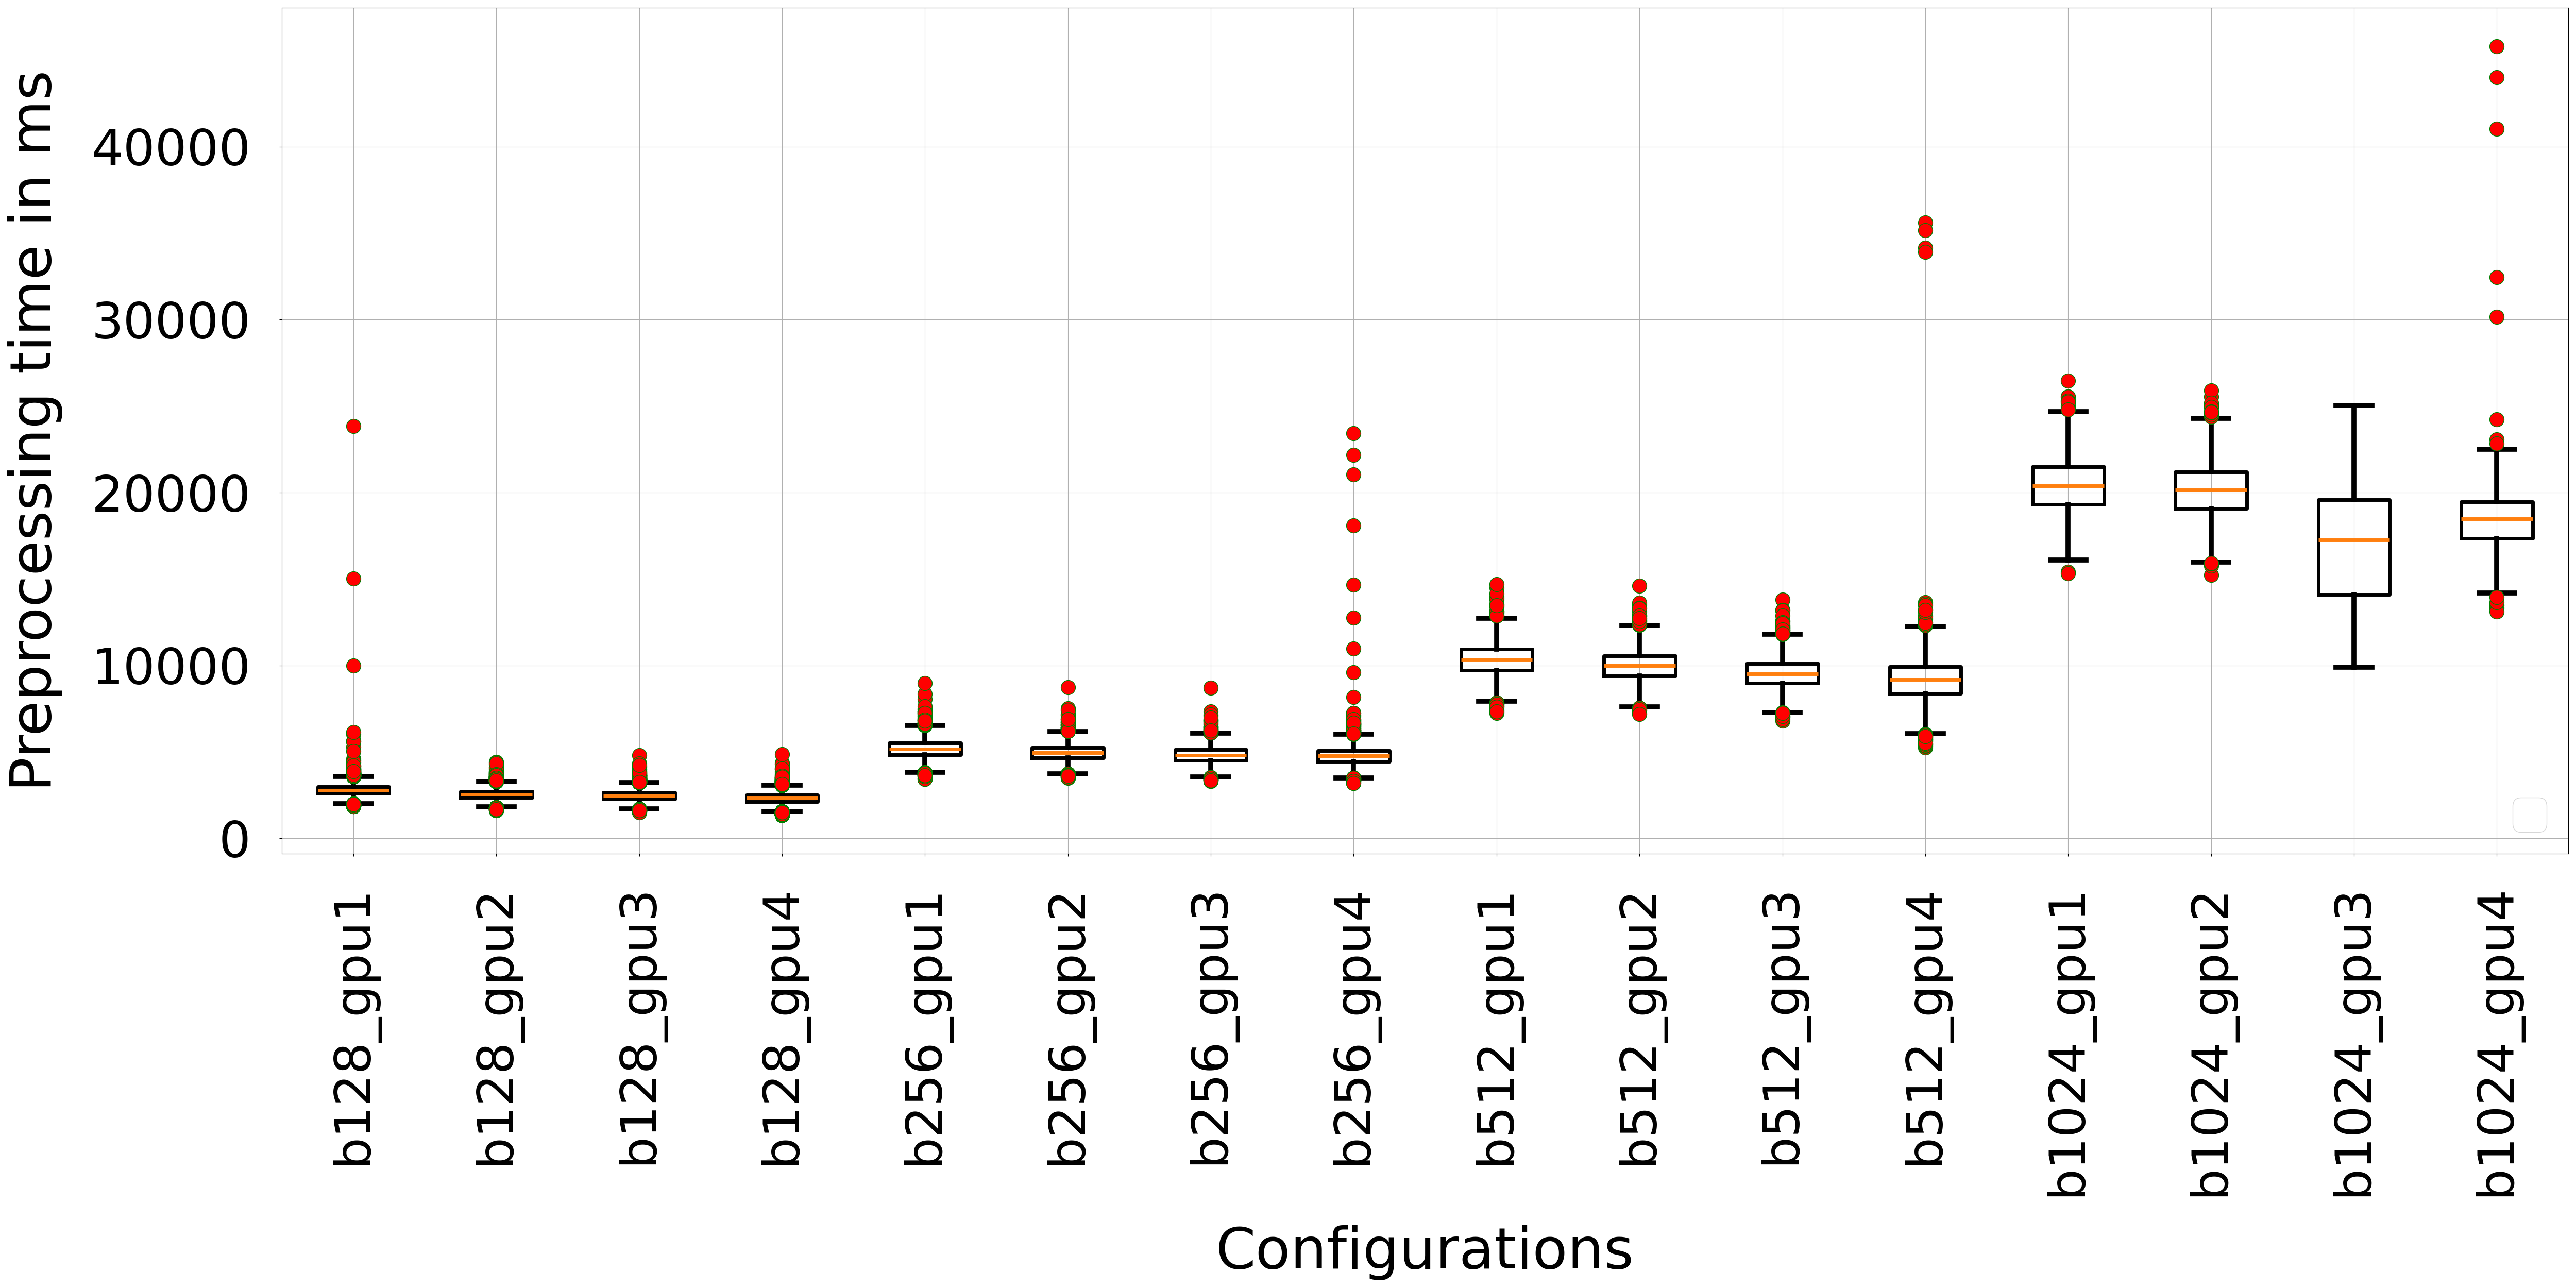 Preprocessing time in ms
40000
30000
20000
10000
0
b128_gpu1
b128_gpu2
b128_gpu3
b128_gpu4
b256_gpu1
b256_gpu2
b256_gpu3
b256_gpu4
b512_gpu1
b512_gpu2
b512_gpu3
b512_gpu4
b1024_gpu1
b1024_gpu2
b1024_gpu3
b1024_gpu4
Configurations